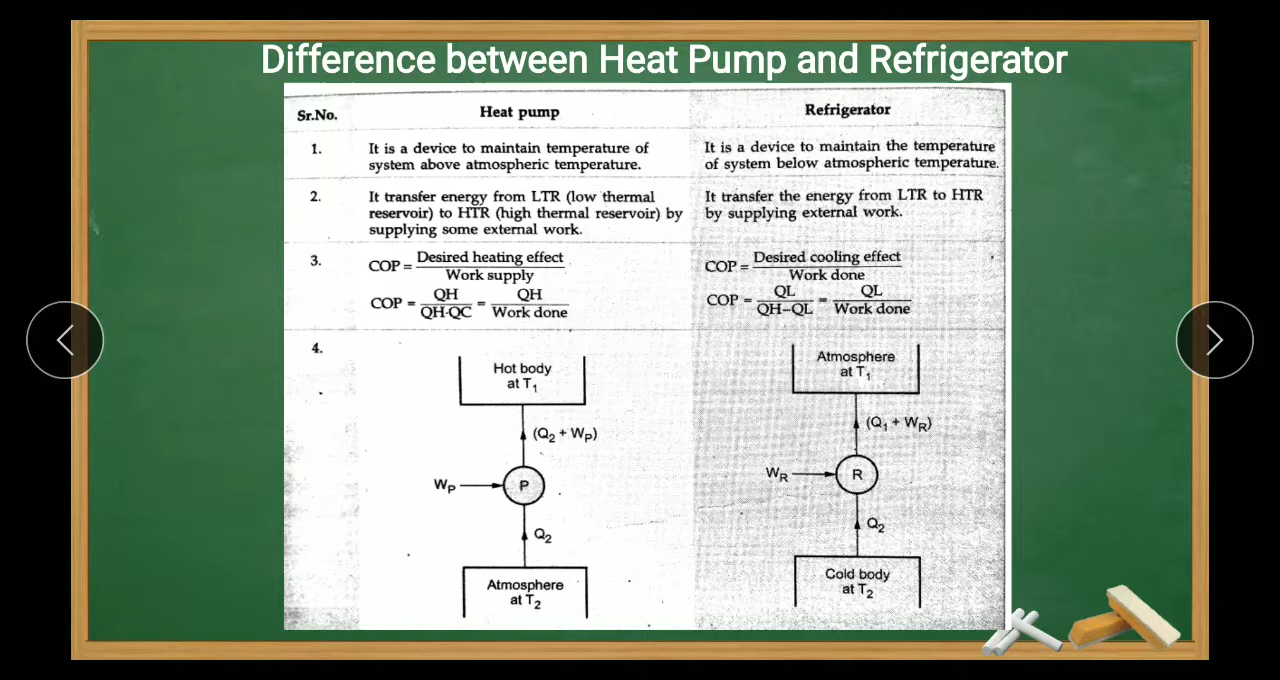 Difference between Heat Pump and Refrigerator
Sr.No. Heat pump Refrigerator
1. It is a device to maintain temperature of
system above atmospheric temperature.
It is a device to maintain the temperature
of system below atmospheric temperature.
2. It transfer energy from LTR (low thermal
reservoir) to HTR (high thermal reservoir) by
supplying some external work.
It transfer the energy from LTR to HTR
by supplying external work.
3. COP = Desired heating effect / Work supply
COP = QH / QH-QC = QH / Work done
COP = Desired cooling effect / Work done
COP = QL / QH-QL = QL / Work done
4.
Hot body
at T1
(Q2 + WP)
WP
P
Q2
Atmosphere
at T2
Atmosphere
at T1
(Q1 + WR)
WR
R
Q2
Cold body
at T2